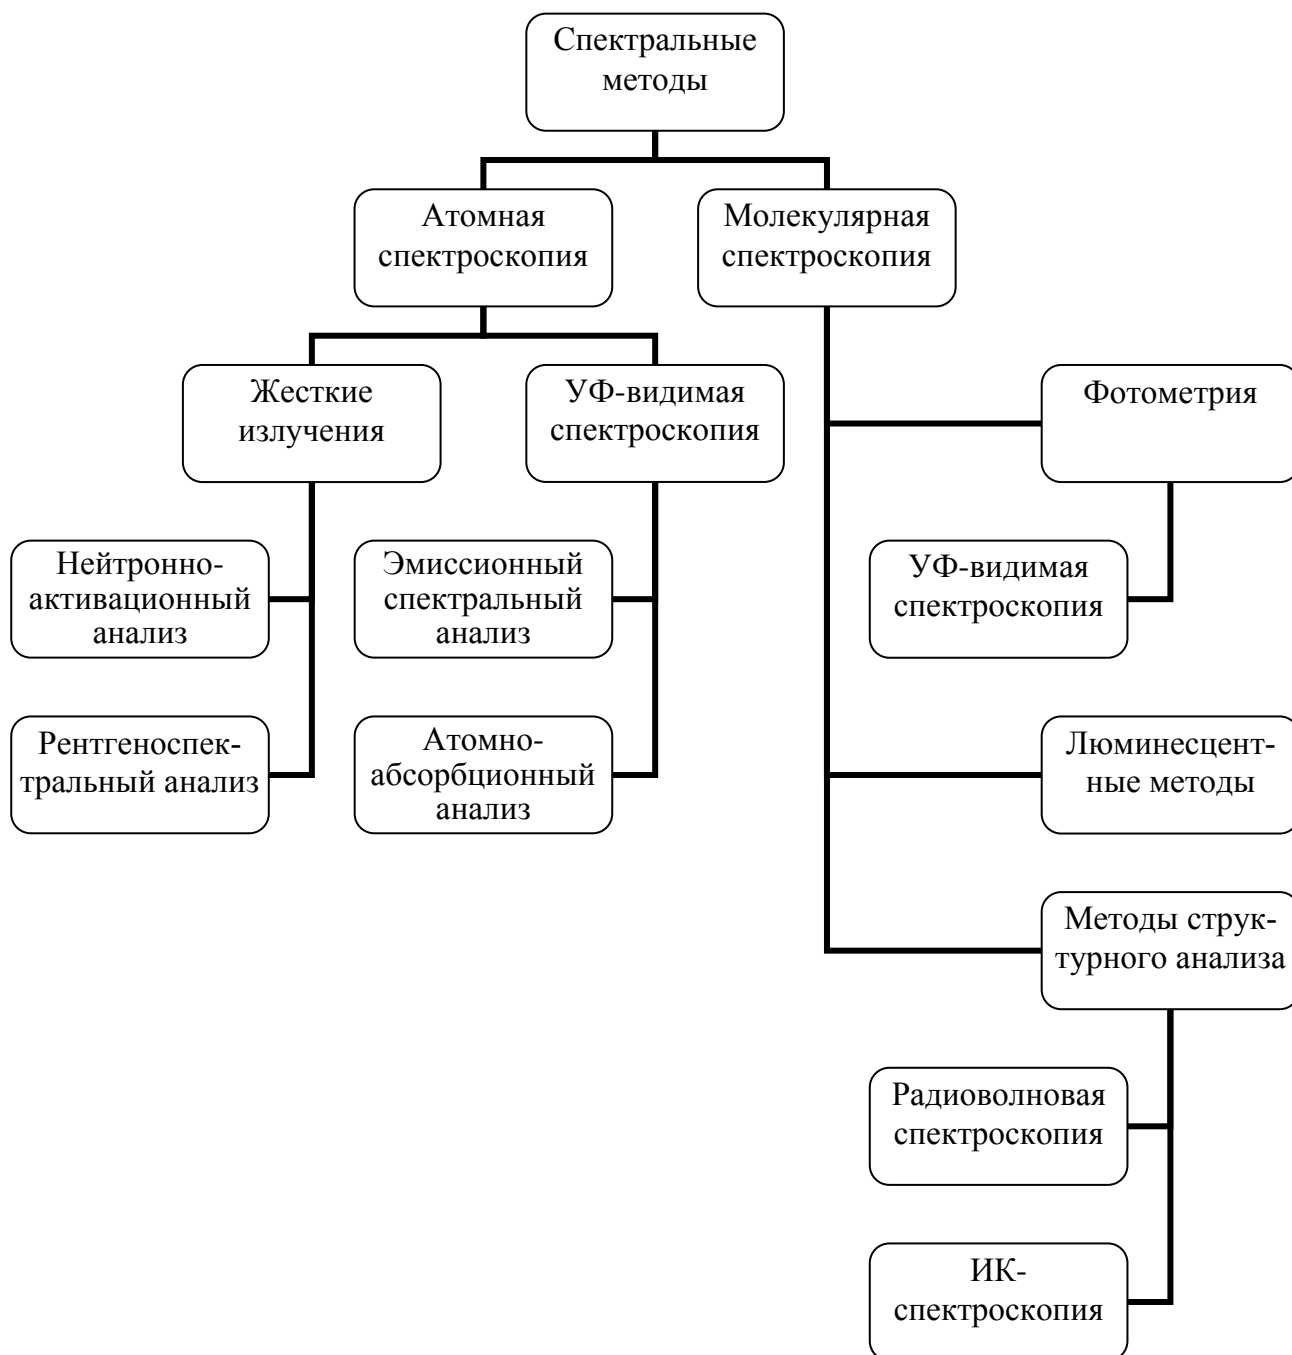 Спектральные
методы
Атомная
спектроскопия
Молекулярная
спектроскопия
Жесткие
излучения
УФ-видимая
спектроскопия
Фотометрия
Нейтронно-
активационный
анализ
Эмиссионный
спектральный
анализ
УФ-видимая
спектроскопия
Рентгеноспек-
тральный анализ
Атомно-
абсорбционный
анализ
Люминесцент-
ные методы
Методы струк-
турного анализа
Радиоволновая
спектроскопия
ИК-
спектроскопия